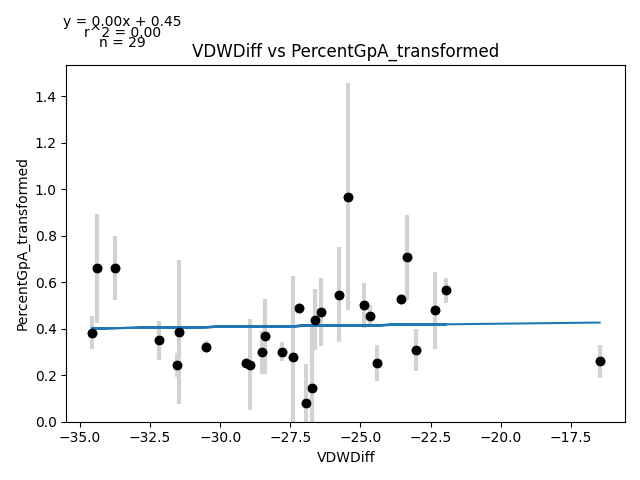 y = 0.00x + 0.45
r^2 = 0.00
n = 29
VDWDiff vs PercentGpA_transformed
1.4
1.2
1.0
0.8
0.6
0.4
0.2
0.0
PercentGpA_transformed
−35.0 −32.5 −30.0 −27.5 −25.0 −22.5 −20.0 −17.5
VDWDiff